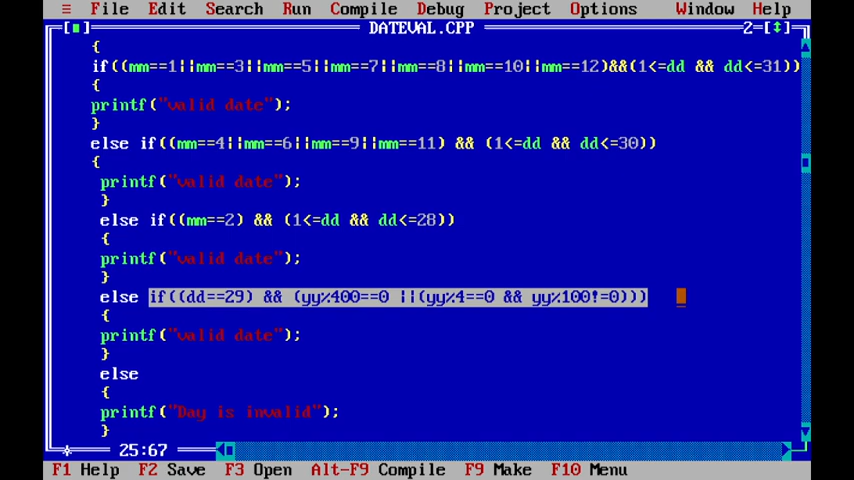 ≡ File Edit Search Run Compile Debug Project Options Window Help
[■] DATEVAL.CPP 2=[↕]
{
if((mm==1||mm==3||mm==5||mm==7||mm==8||mm==10||mm==12)&&(1<=dd && dd<=31))
{
printf("valid date");
}
else if((mm==4||mm==6||mm==9||mm==11) && (1<=dd && dd<=30))
{
printf("valid date");
}
else if((mm==2) && (1<=dd && dd<=28))
{
printf("valid date");
}
else if((dd==29) && (yy%400==0 ||(yy%4==0 && yy%100!=0)))
{
printf("valid date");
}
else
{
printf("Day is invalid");
}
25:67
F1 Help F2 Save F3 Open Alt-F9 Compile F9 Make F10 Menu